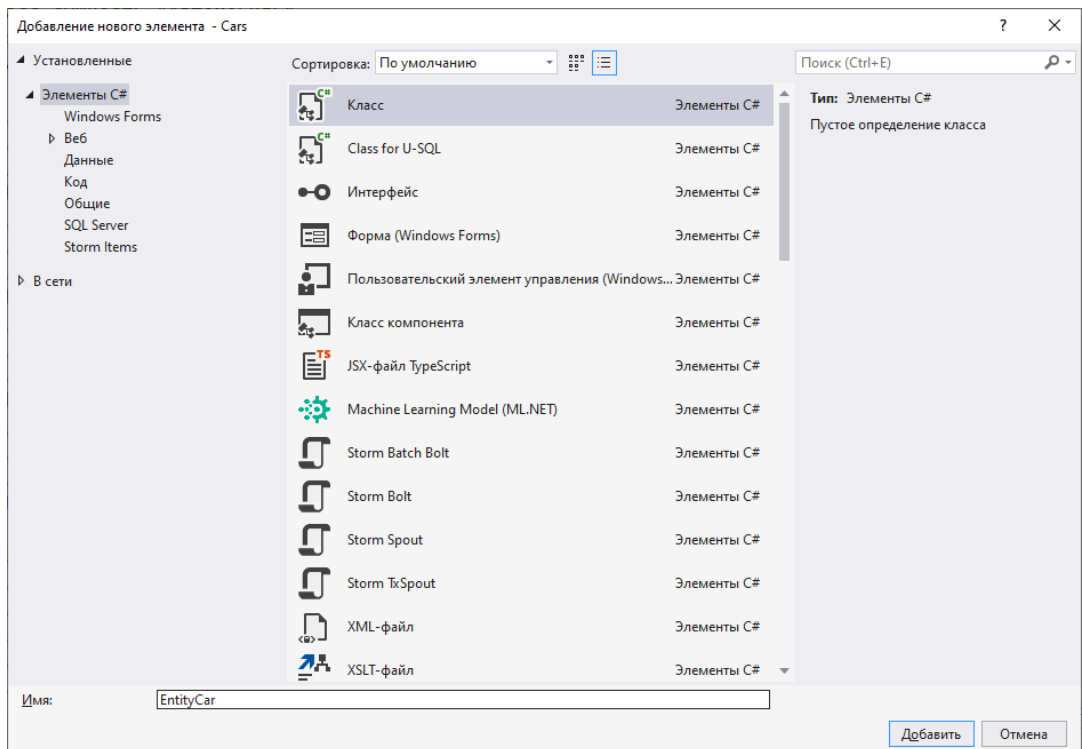 Добавление нового элемента - Cars
? ×
Установленные
Элементы C#
Windows Forms
Веб
Данные
Код
Общие
SQL Server
Storm Items
В сети
Сортировка: По умолчанию
C# Класс Элементы C#
C# Class for U-SQL Элементы C#
Интерфейс Элементы C#
Форма (Windows Forms) Элементы C#
Пользовательский элемент управления (Windows... Элементы C#
Класс компонента Элементы C#
TS JSX-файл TypeScript Элементы C#
Machine Learning Model (ML.NET) Элементы C#
Storm Batch Bolt Элементы C#
Storm Bolt Элементы C#
Storm Spout Элементы C#
Storm TxSpout Элементы C#
XML-файл Элементы C#
XSLT-файл Элементы C#
Поиск (Ctrl+E)
Тип: Элементы C#
Пустое определение класса
Имя: EntityCar
Добавить Отмена